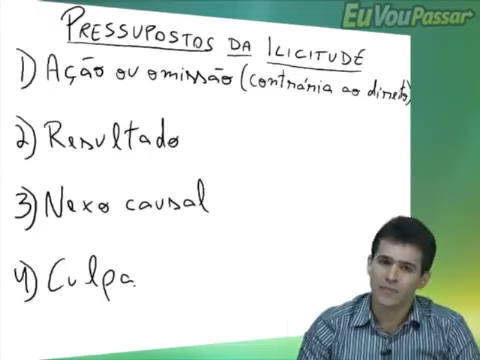 EuVouPassar
PRESSUPOSTOS DA ILICITUDE
1) AÇÃO OU OMISSÃO (CONTRÁRIA AO DIREITO)
2) Resultado
3) Nexo causal
4) Culpa